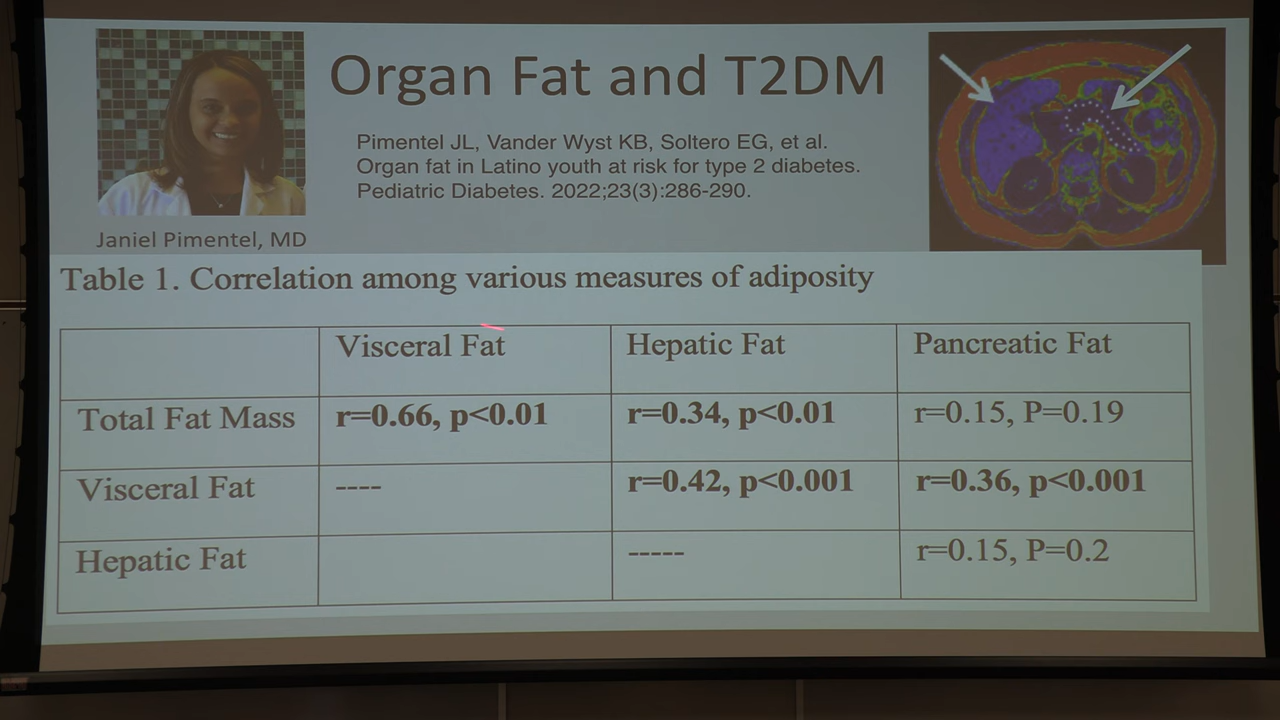 Organ Fat and T2DM
Pimentel JL, Vander Wyst KB, Soltero EG, et al.
Organ fat in Latino youth at risk for type 2 diabetes.
Pediatric Diabetes. 2022;23(3):286-290.
Janiel Pimentel, MD
Table 1. Correlation among various measures of adiposity
Visceral Fat Hepatic Fat Pancreatic Fat
Total Fat Mass r=0.66, p<0.01 r=0.34, p<0.01 r=0.15, P=0.19
Visceral Fat ---- r=0.42, p<0.001 r=0.36, p<0.001
Hepatic Fat ----- r=0.15, P=0.2